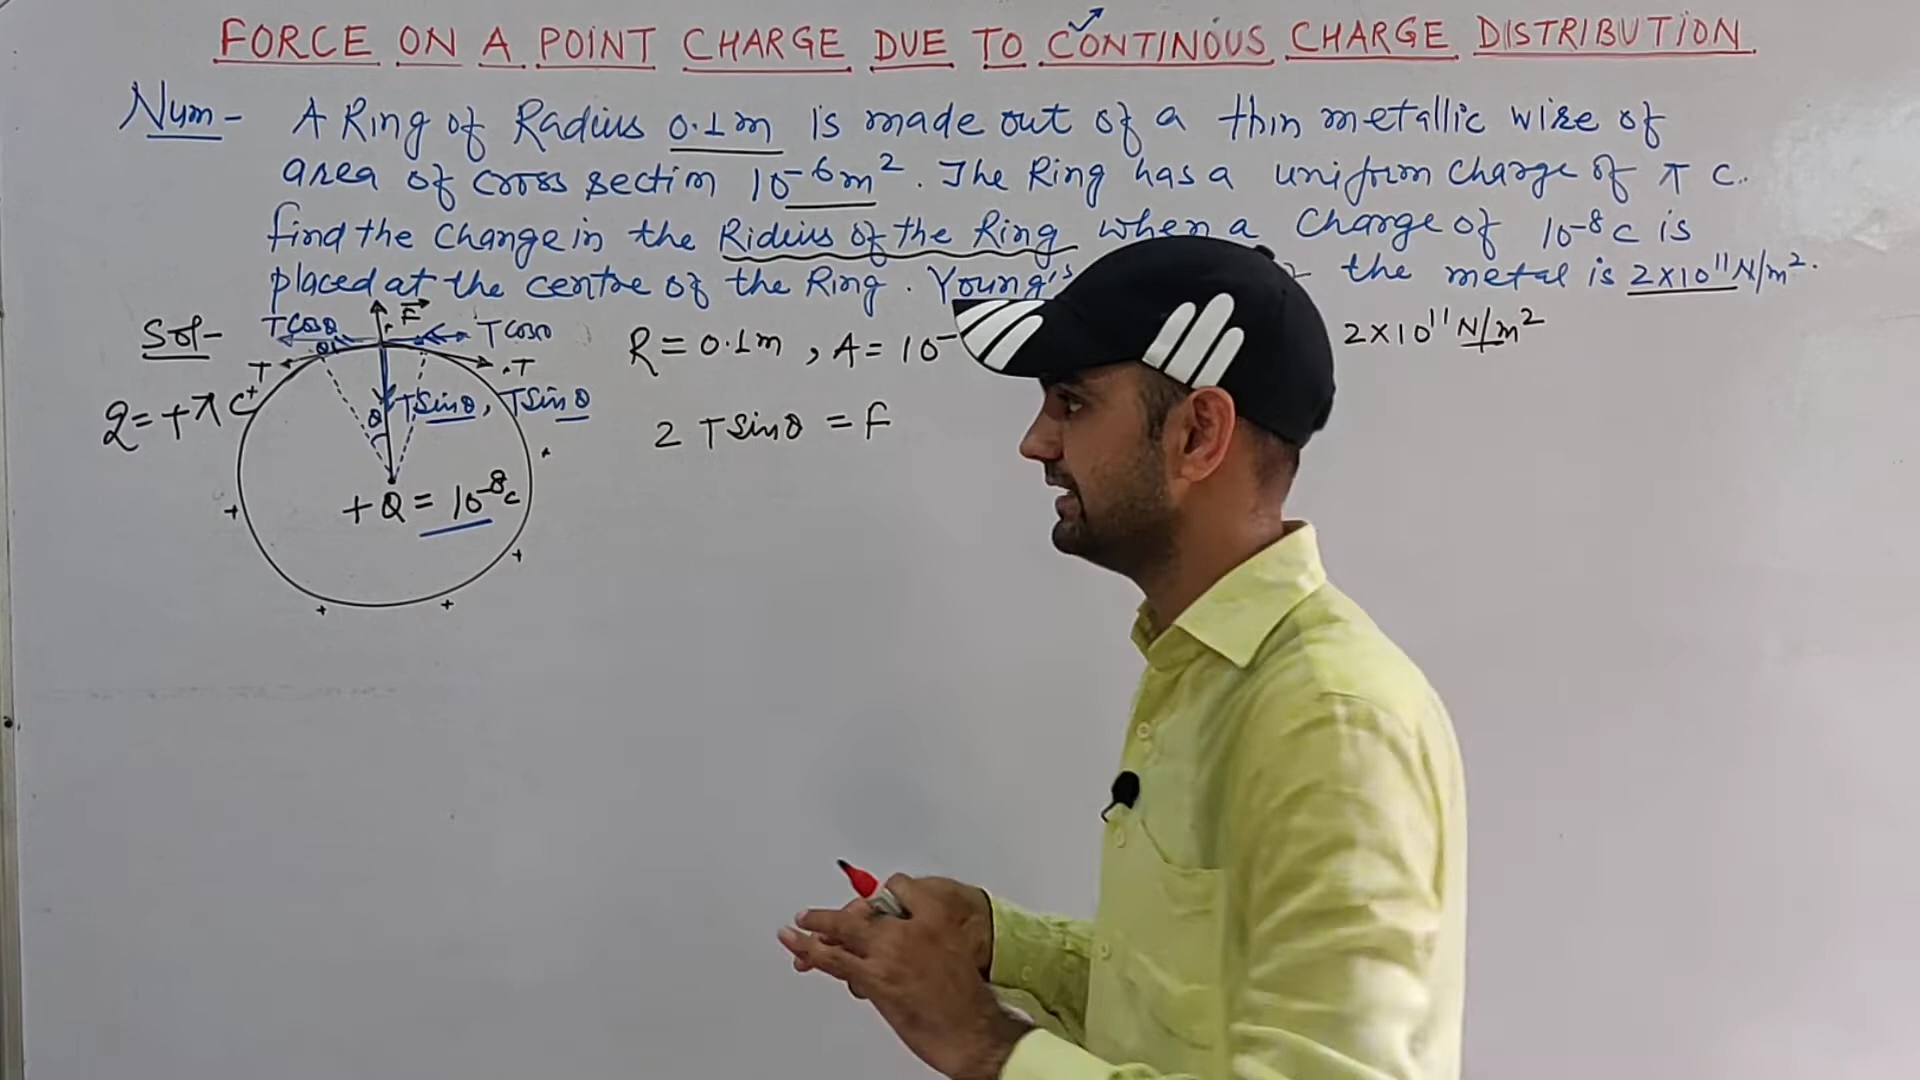 FORCE ON A POINT CHARGE DUE TO CONTINOUS CHARGE DISTRIBUTION
Num- A Ring of Radius 0.1m is made out of a thin metallic wire of
area of cross section 10⁻⁶m². The Ring has a uniform charge of π C.
find the change in the Ridius of the Ring when a charge of 10⁻⁸C is
placed at the centre of the Ring. Young's the metal is 2×10¹¹N/m².
Sol- R = 0.1m , A = 10⁻ 2×10¹¹ N/m²
Tcosθ F Tcosθ
T T
q = +π C Tsinθ, Tsinθ
θ
2 Tsinθ = F
+Q = 10⁻⁸c